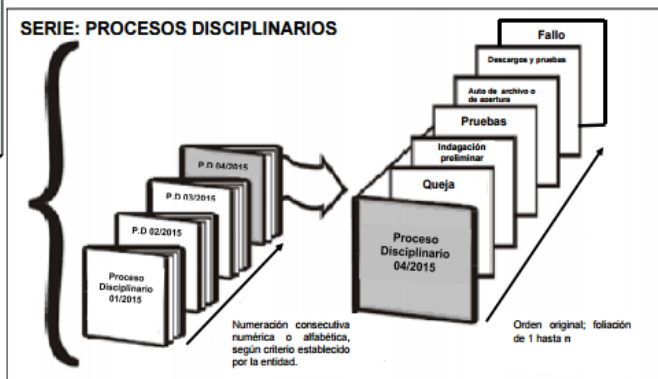 SERIE: PROCESOS DISCIPLINARIOS
Proceso
Disciplinario
01/2015
P.D 02/2015
P.D 03/2015
P.D 04/2015
Numeración consecutiva
numérica o alfabética,
según criterio establecido
por la entidad.
Proceso
Disciplinario
04/2015
Queja
Indagación
preliminar
Pruebas
Auto de archivo o
de apertura
Descargos y pruebas
Fallo
Orden original; foliación
de 1 hasta n